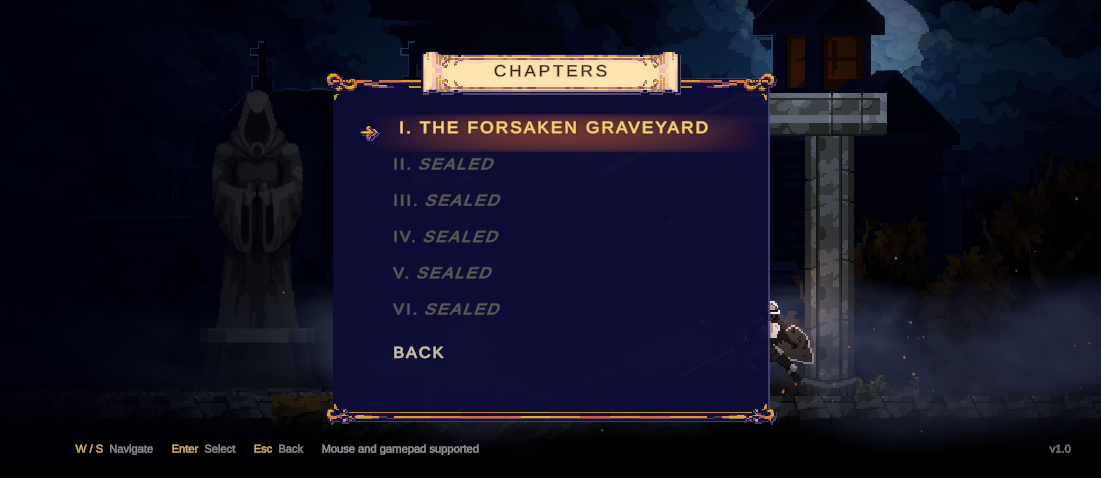 CHAPTERS
I. THE FORSAKEN GRAVEYARD
II. SEALED
III. SEALED
IV. SEALED
V. SEALED
VI. SEALED
BACK
W / S Navigate Enter Select Esc Back Mouse and gamepad supported v1.0